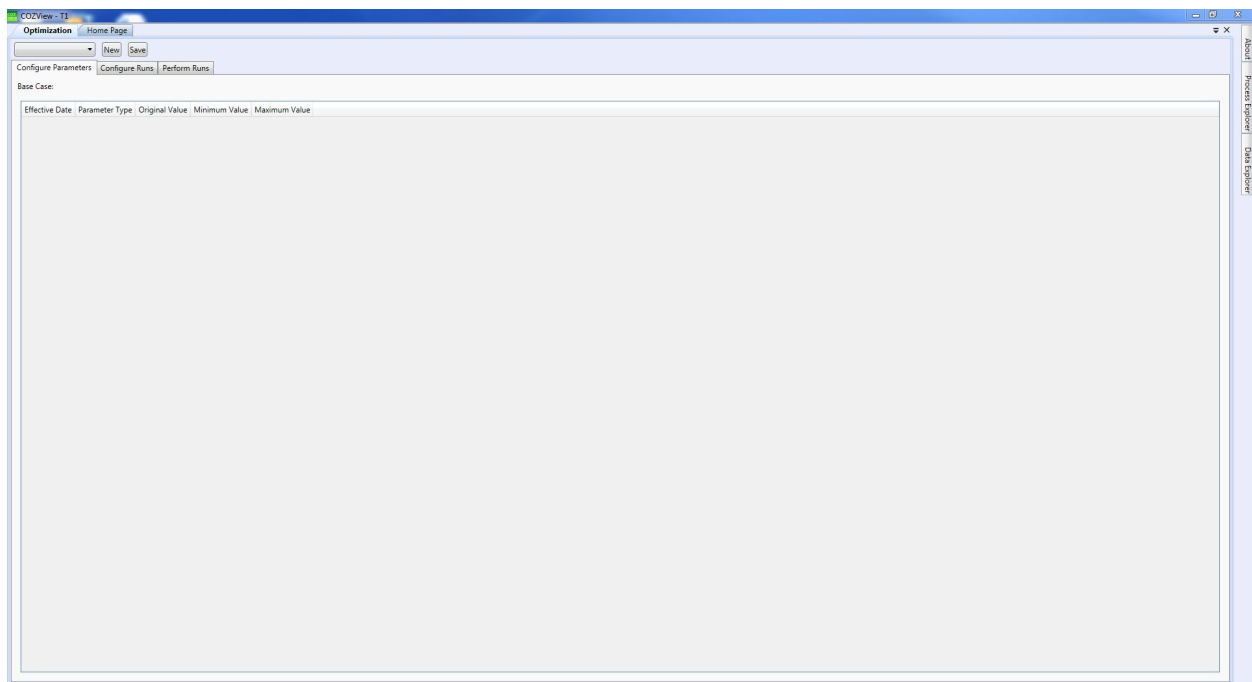 COZView - T1
Optimization Home Page
New Save
Configure Parameters Configure Runs Perform Runs
Base Case:
Effective Date Parameter Type Original Value Minimum Value Maximum Value
About
Process Explorer
Data Explorer